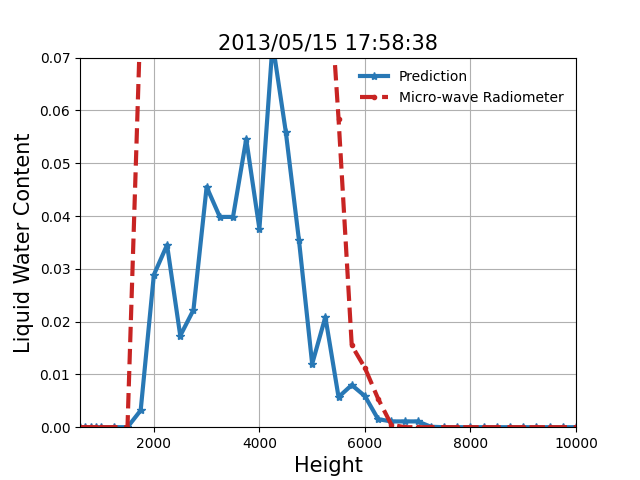 2013/05/15 17:58:38
Prediction
Micro-wave Radiometer
Liquid Water Content
0.07
0.06
0.05
0.04
0.03
0.02
0.01
0.00
2000 4000 6000 8000 10000
Height